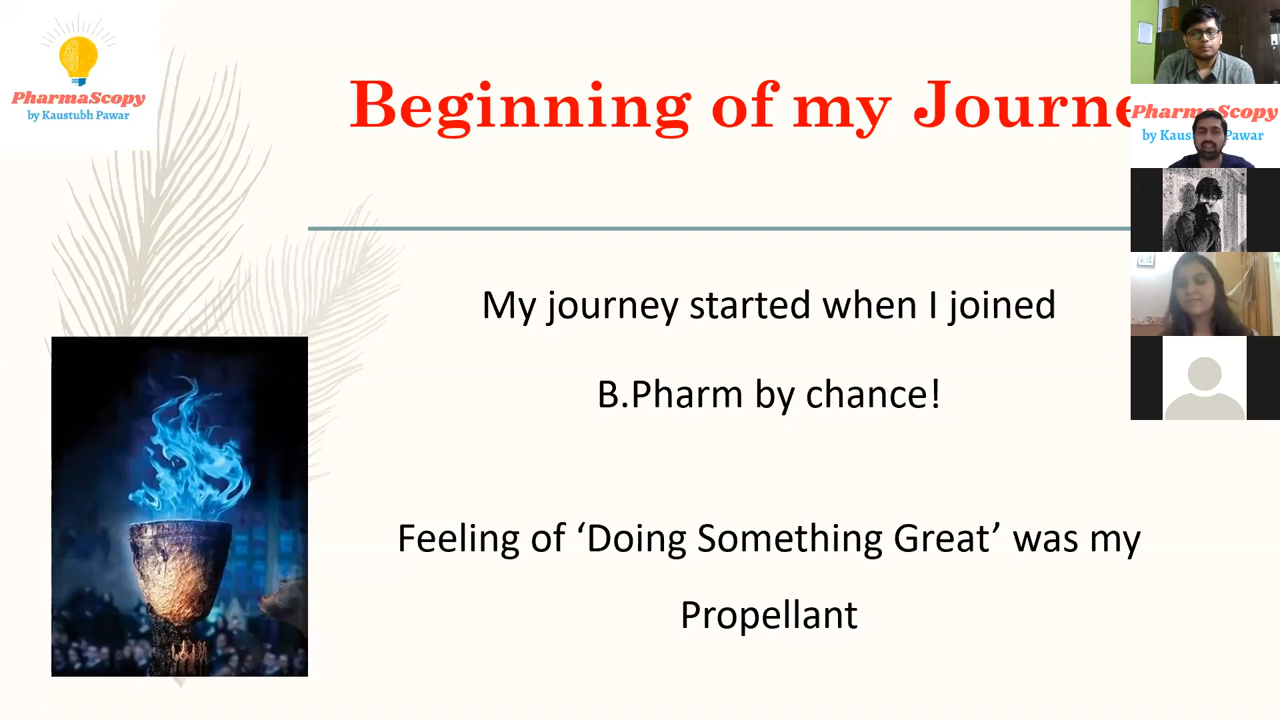 PharmaScopy
by Kaustubh Pawar
Beginning of my Journe
PharmaScopy
by Kaus Pawar
My journey started when I joined
B.Pharm by chance!
Feeling of ‘Doing Something Great’ was my
Propellant